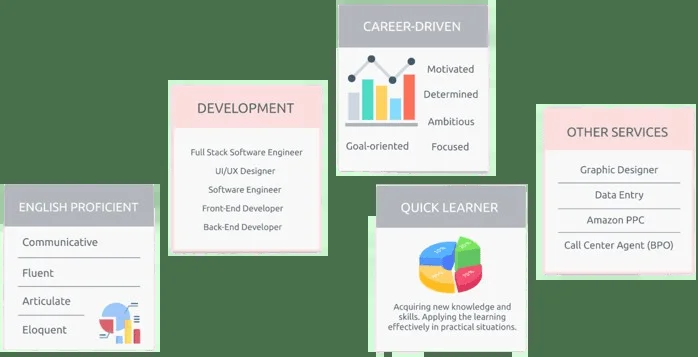 CAREER-DRIVEN
Motivated
Determined
Ambitious
Goal-oriented
Focused
DEVELOPMENT
Full Stack Software Engineer
UI/UX Designer
Software Engineer
Front-End Developer
Back-End Developer
OTHER SERVICES
Graphic Designer
Data Entry
Amazon PPC
Call Center Agent (BPO)
ENGLISH PROFICIENT
Communicative
Fluent
Articulate
Eloquent
QUICK LEARNER
Acquiring new knowledge and
skills. Applying the learning
effectively in practical situations.